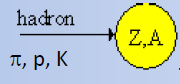 hadron
π, p, K
Z,A